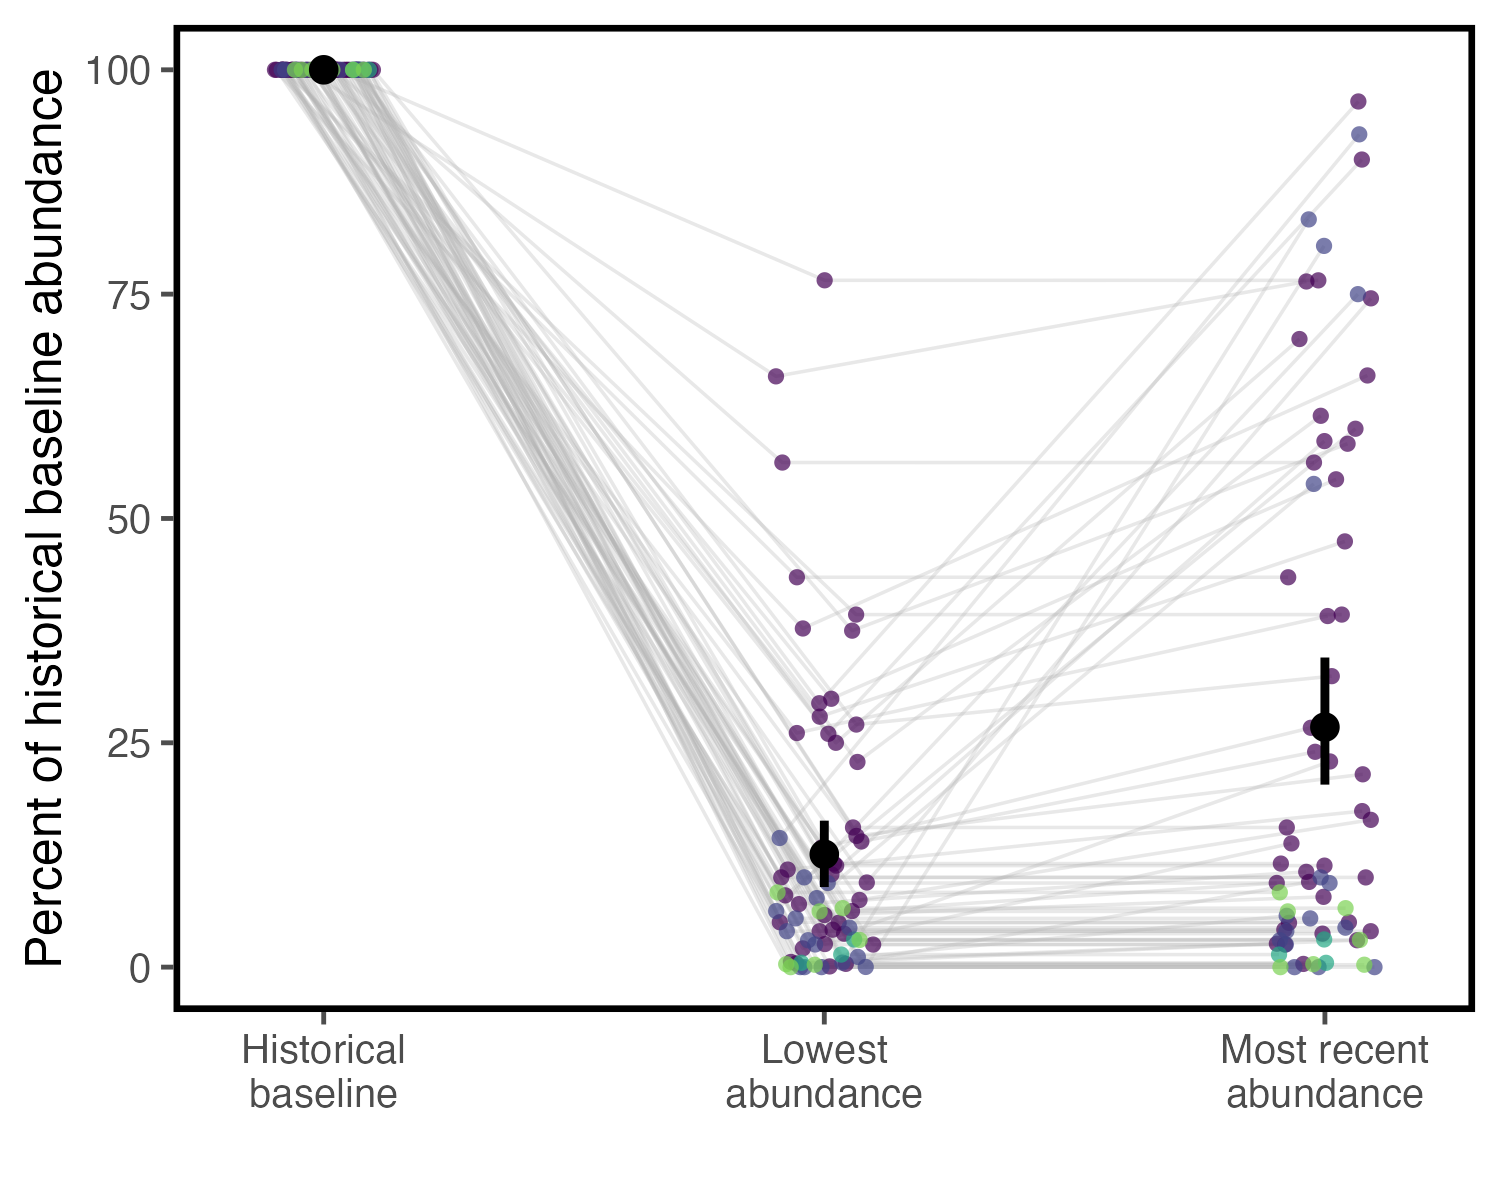 Percent of historical baseline abundance
100
75
50
25
0
Historical
baseline
Lowest
abundance
Most recent
abundance